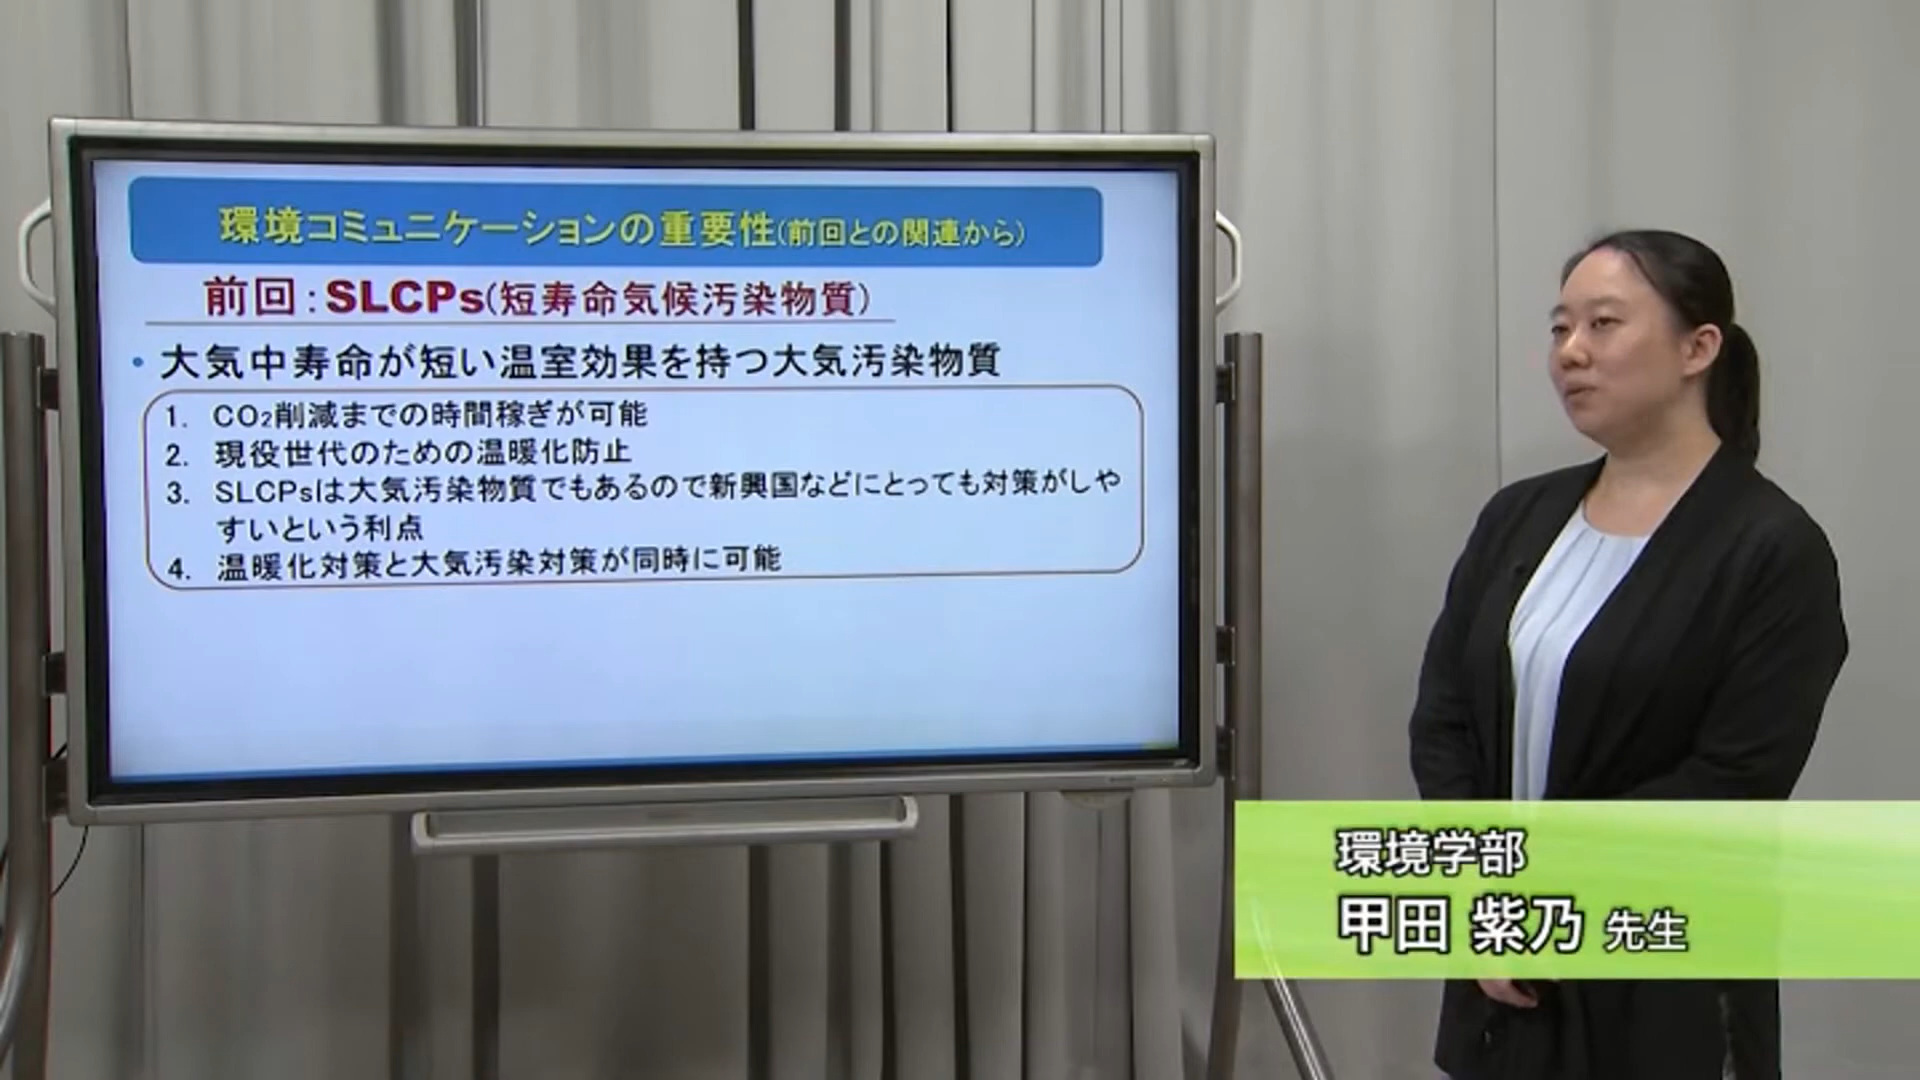 環境コミュニケーションの重要性(前回との関連から)
前回:SLCPs(短寿命気候汚染物質)
• 大気中寿命が短い温室効果を持つ大気汚染物質
1. CO₂削減までの時間稼ぎが可能
2. 現役世代のための温暖化防止
3. SLCPsは大気汚染物質でもあるので新興国などにとっても対策がしや
すいという利点
4. 温暖化対策と大気汚染対策が同時に可能
環境学部
甲田 紫乃 先生